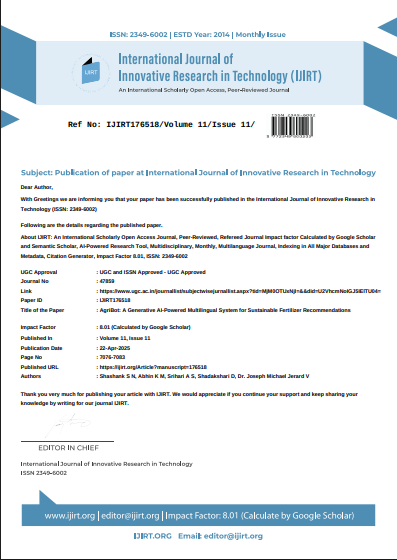 ISSN: 2349-6002 | ESTD Year: 2014 | Monthly Issue
IJIRT
International Journal of
Innovative Research in Technology (IJIRT)
An International Scholarly Open Access, Peer-Reviewed Journal
Ref No: IJIRT176518/Volume 11/Issue 11/
ISSN 2349-6002
Subject: Publication of paper at International Journal of Innovative Research in Technology
Dear Author,
With Greetings we are informing you that your paper has been successfully published in the International Journal of Innovative Research in
Technology (ISSN: 2349-6002)
Following are the details regarding the published paper.
About IJIRT: An International Scholarly Open Access Journal, Peer-Reviewed, Refereed Journal Impact factor Calculated by Google Scholar
and Semantic Scholar, AI-Powered Research Tool, Multidisciplinary, Monthly, Multilanguage Journal, Indexing in All Major Databases and
Metadata, Citation Generator, Impact Factor 8.01, ISSN: 2349-6002
UGC Approval : UGC and ISSN Approved - UGC Approved
Journal No : 47859
Link :
Paper ID : IJIRT176518
Title of the Paper : AgriBot: A Generative AI-Powered Multilingual System for Sustainable Fertilizer Recommendations
Impact Factor : 8.01 (Calculated by Google Scholar)
Published In : Volume 11, Issue 11
Publication Date : 22-Apr-2025
Page No : 7076-7083
Published URL : https://ijirt.org/Article?manuscript=176518
Authors : Shashank S N, Abhin K M, Srihari A S, Shadakshari D, Dr. Joseph Michael Jerard V
Thank you very much for publishing your article with IJIRT. We would appreciate if you continue your support and keep sharing your
knowledge by writing for our journal IJIRT.
EDITOR IN CHIEF
International Journal of Innovative Research in Technology
ISSN 2349-6002
www.ijirt.org | editor@ijirt.org | Impact Factor: 8.01 (Calculate by Google Scholar)
IJIRT.ORG Email: editor@ijirt.org